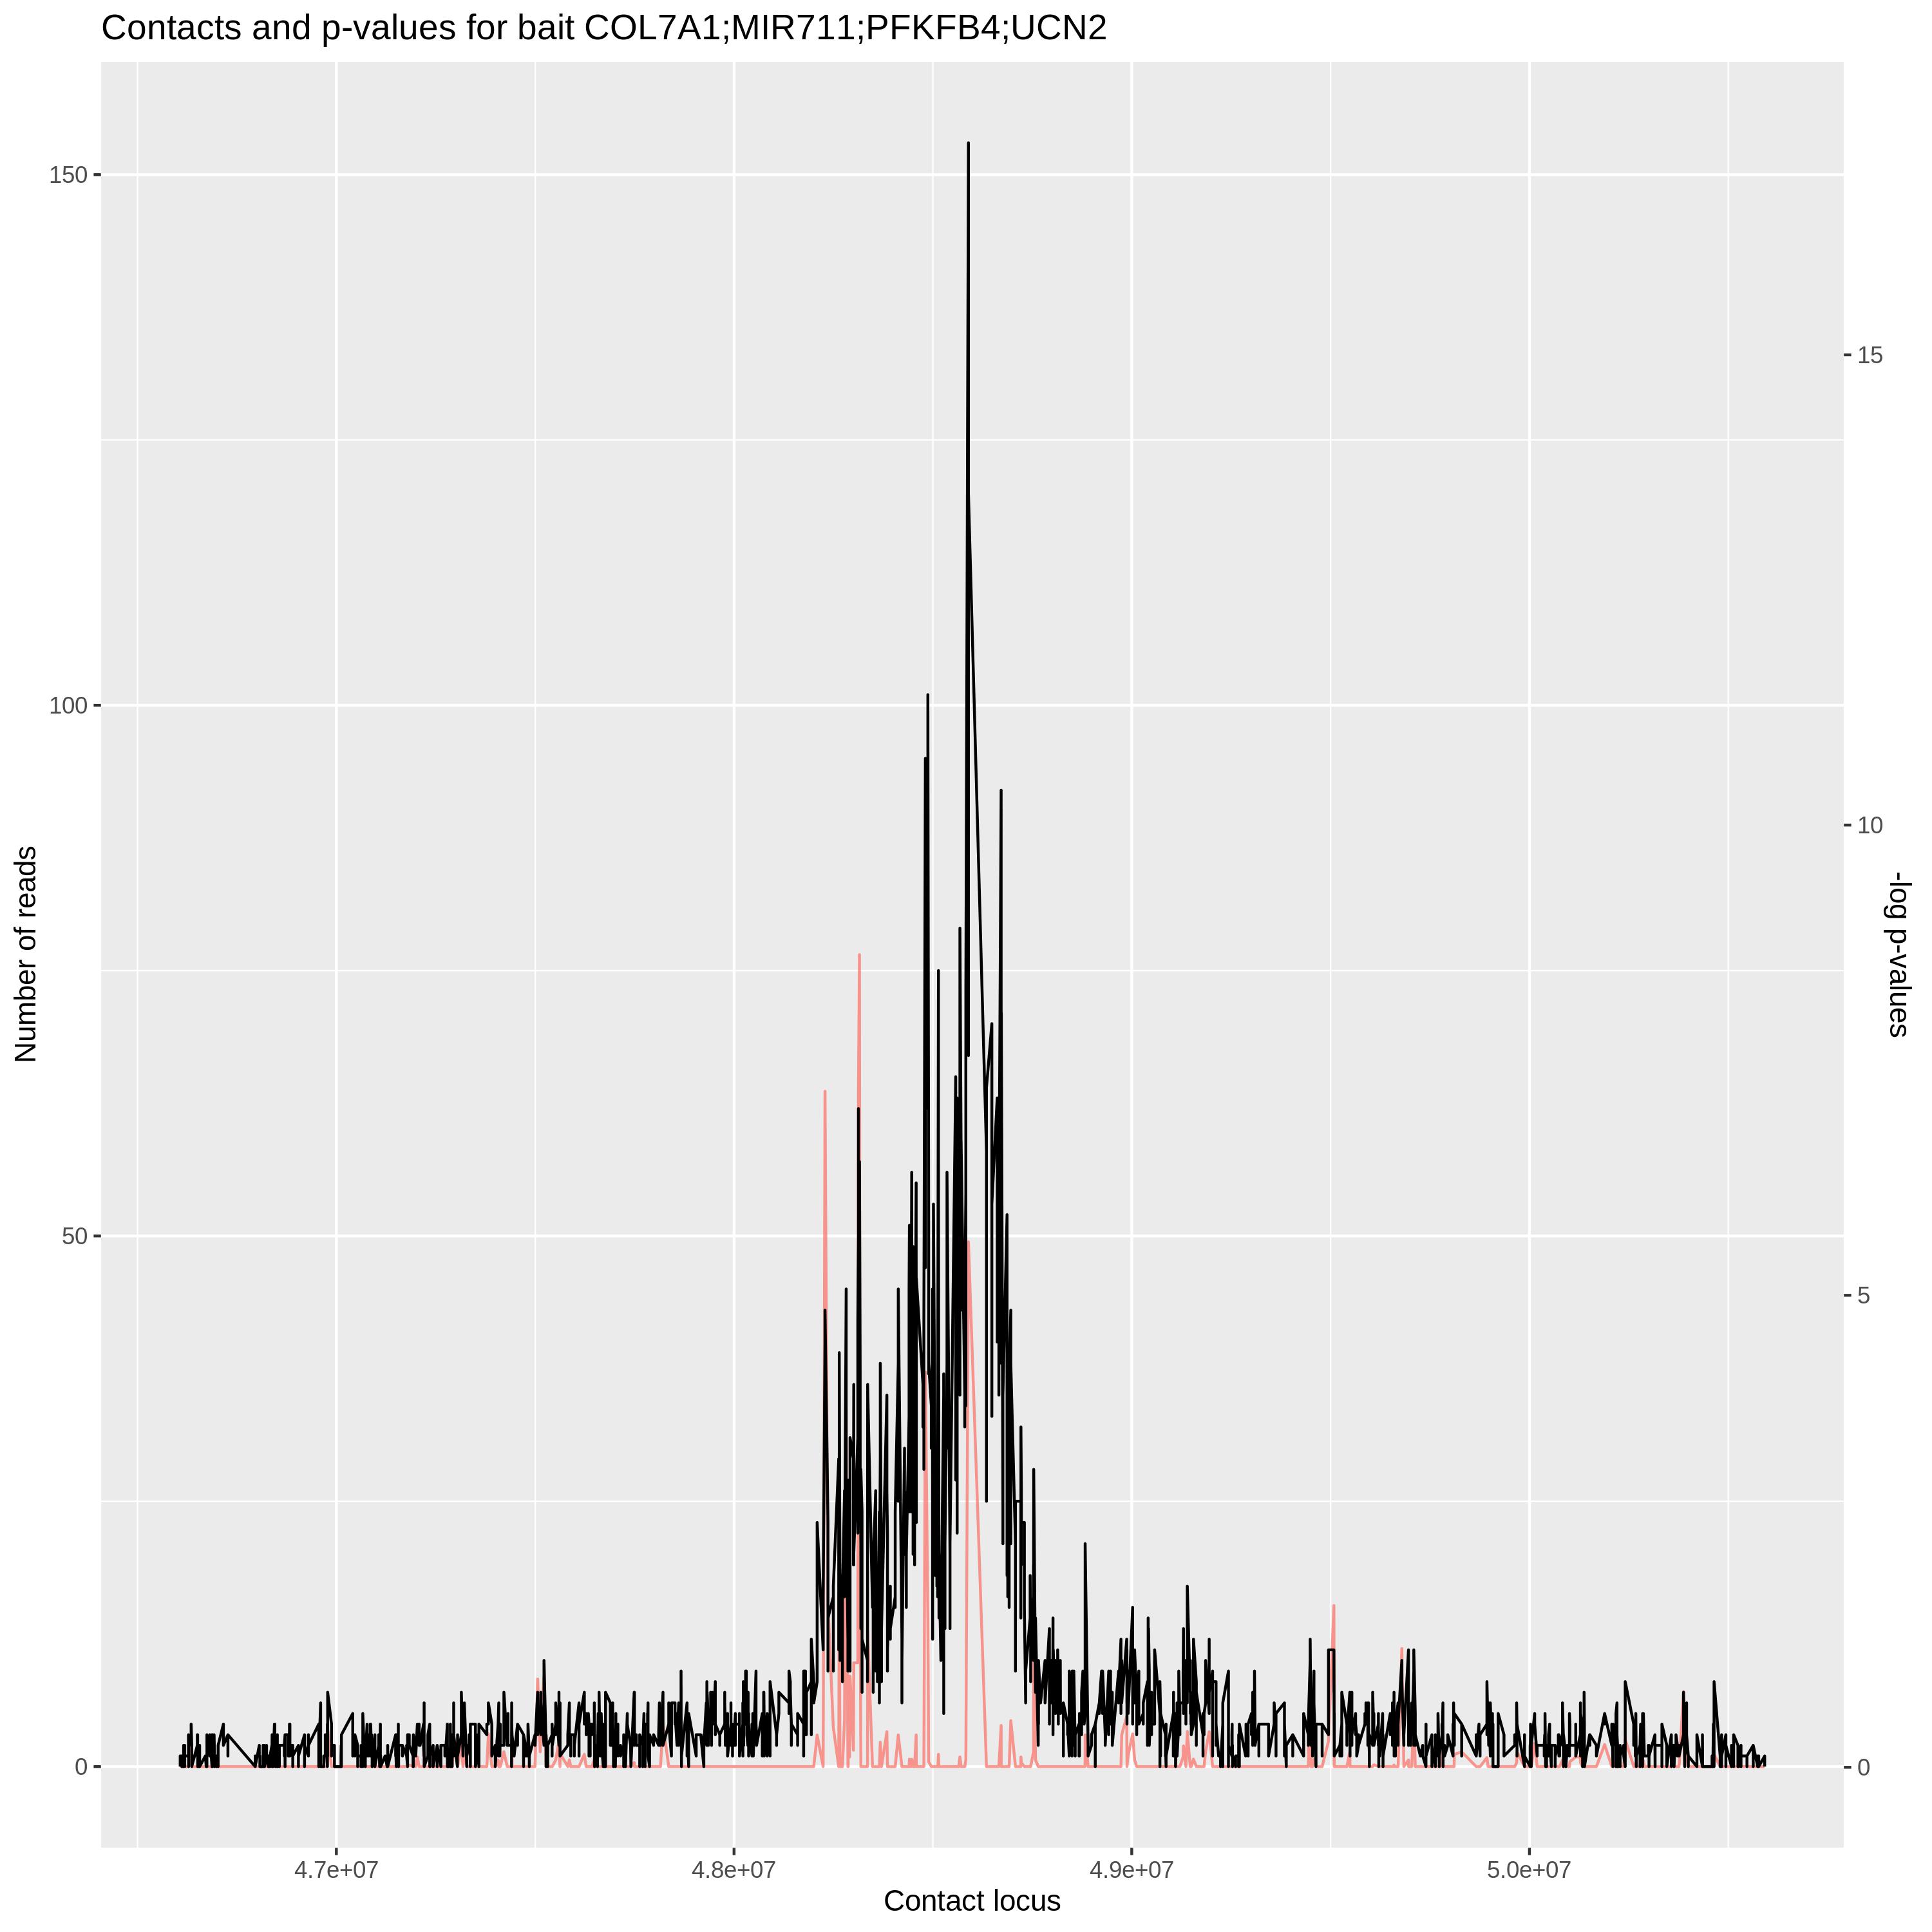 Contacts and p-values for bait COL7A1;MIR711;PFKFB4;UCN2
150
100
50
0
Number of reads
15
10
5
0
-log p-values
4.7e+07
4.8e+07
4.9e+07
5.0e+07
Contact locus